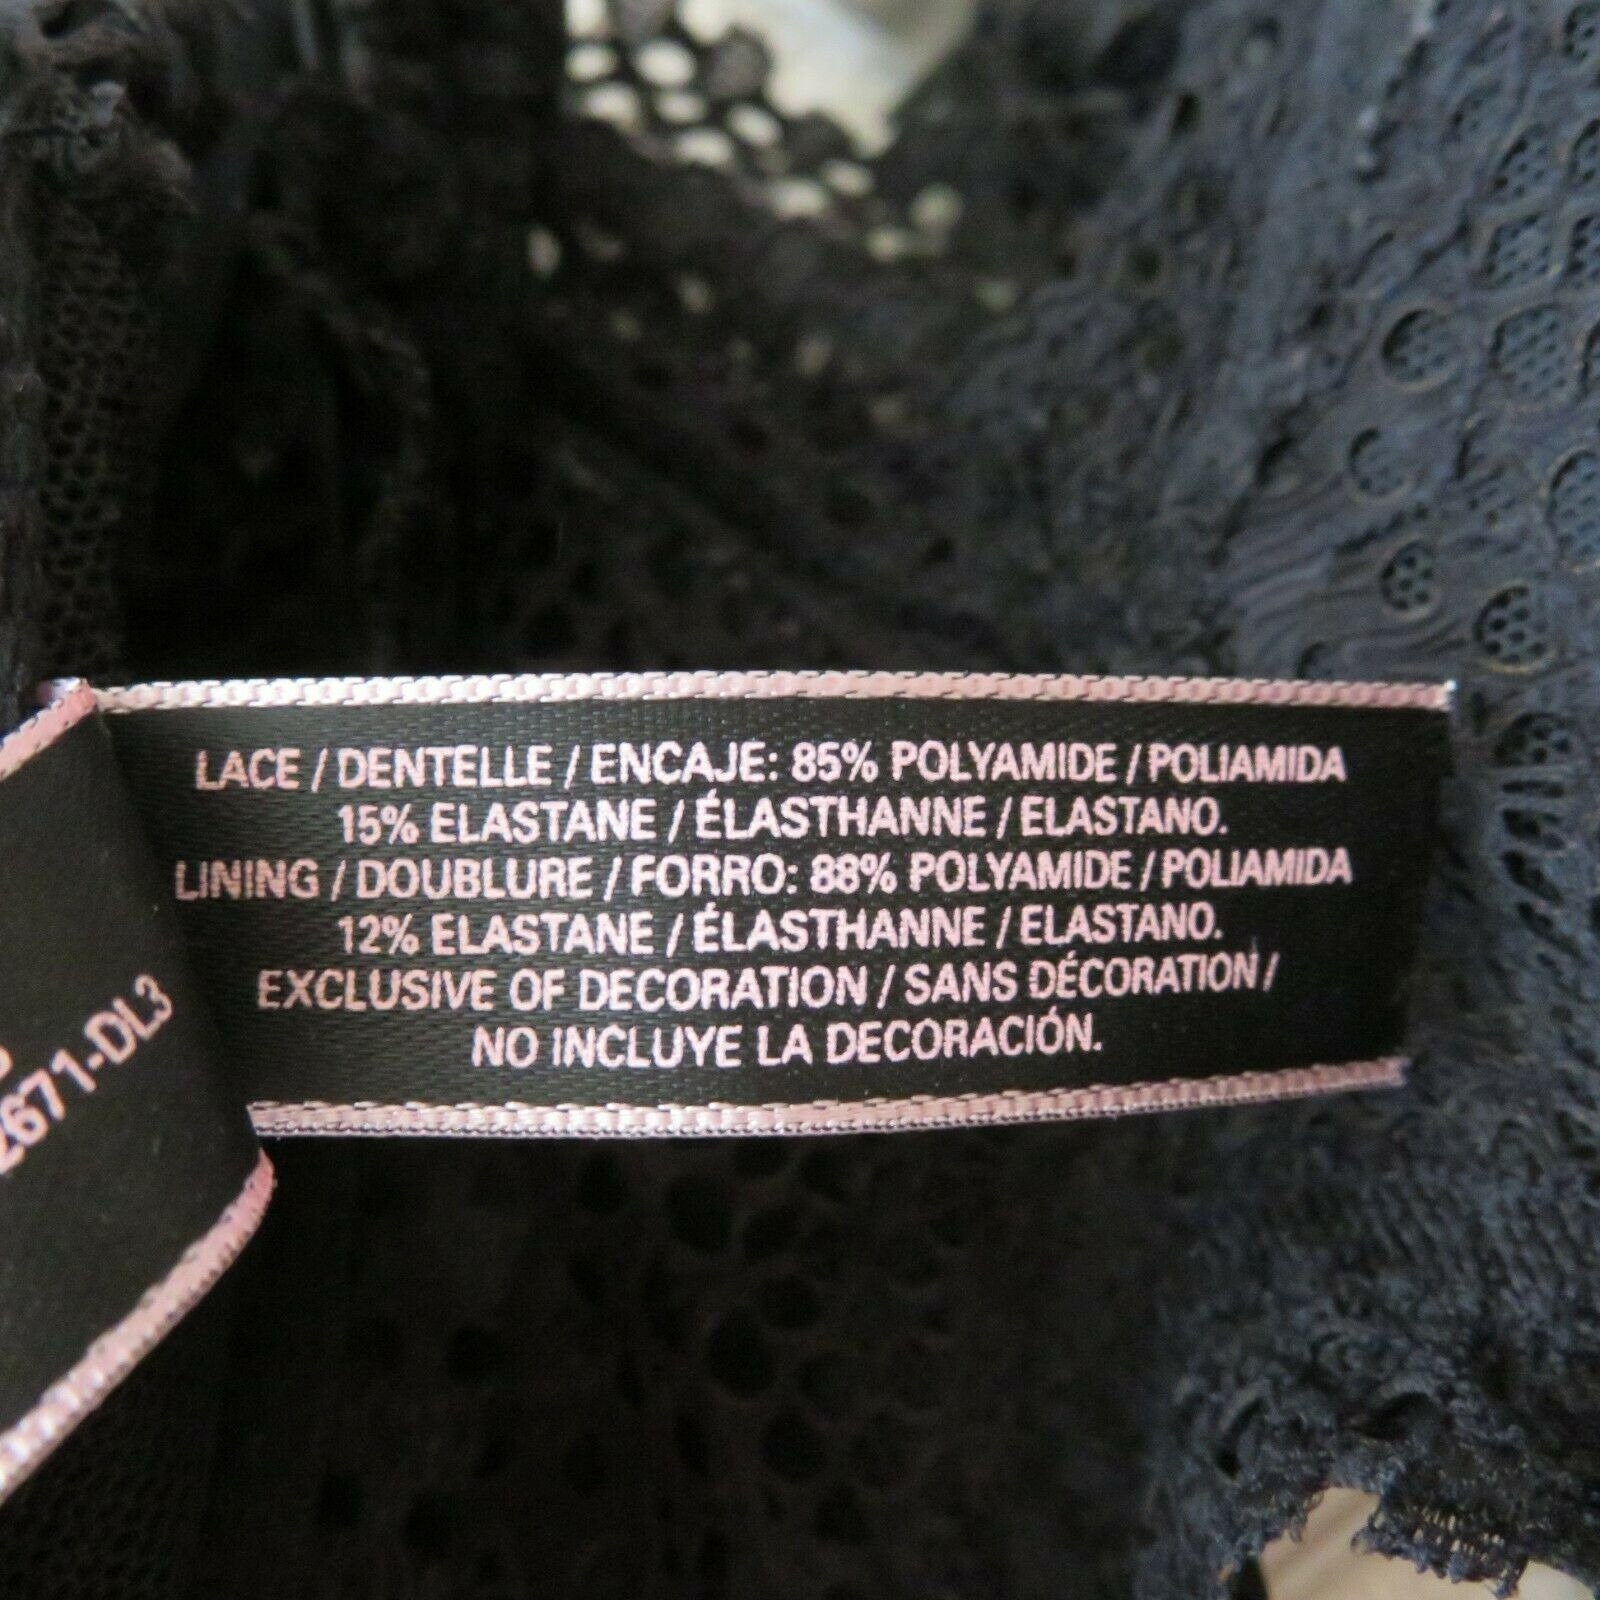 LACE / DENTELLE / ENCAJE: 85% POLYAMIDE / POLIAMIDA
15% ELASTANE / ÉLASTHANNE / ELASTANO.
LINING / DOUBLURE / FORRO: 88% POLYAMIDE / POLIAMIDA
12% ELASTANE / ÉLASTHANNE / ELASTANO.
EXCLUSIVE OF DECORATION / SANS DÉCORATION /
NO INCLUYE LA DECORACIÓN.
2671-DL3